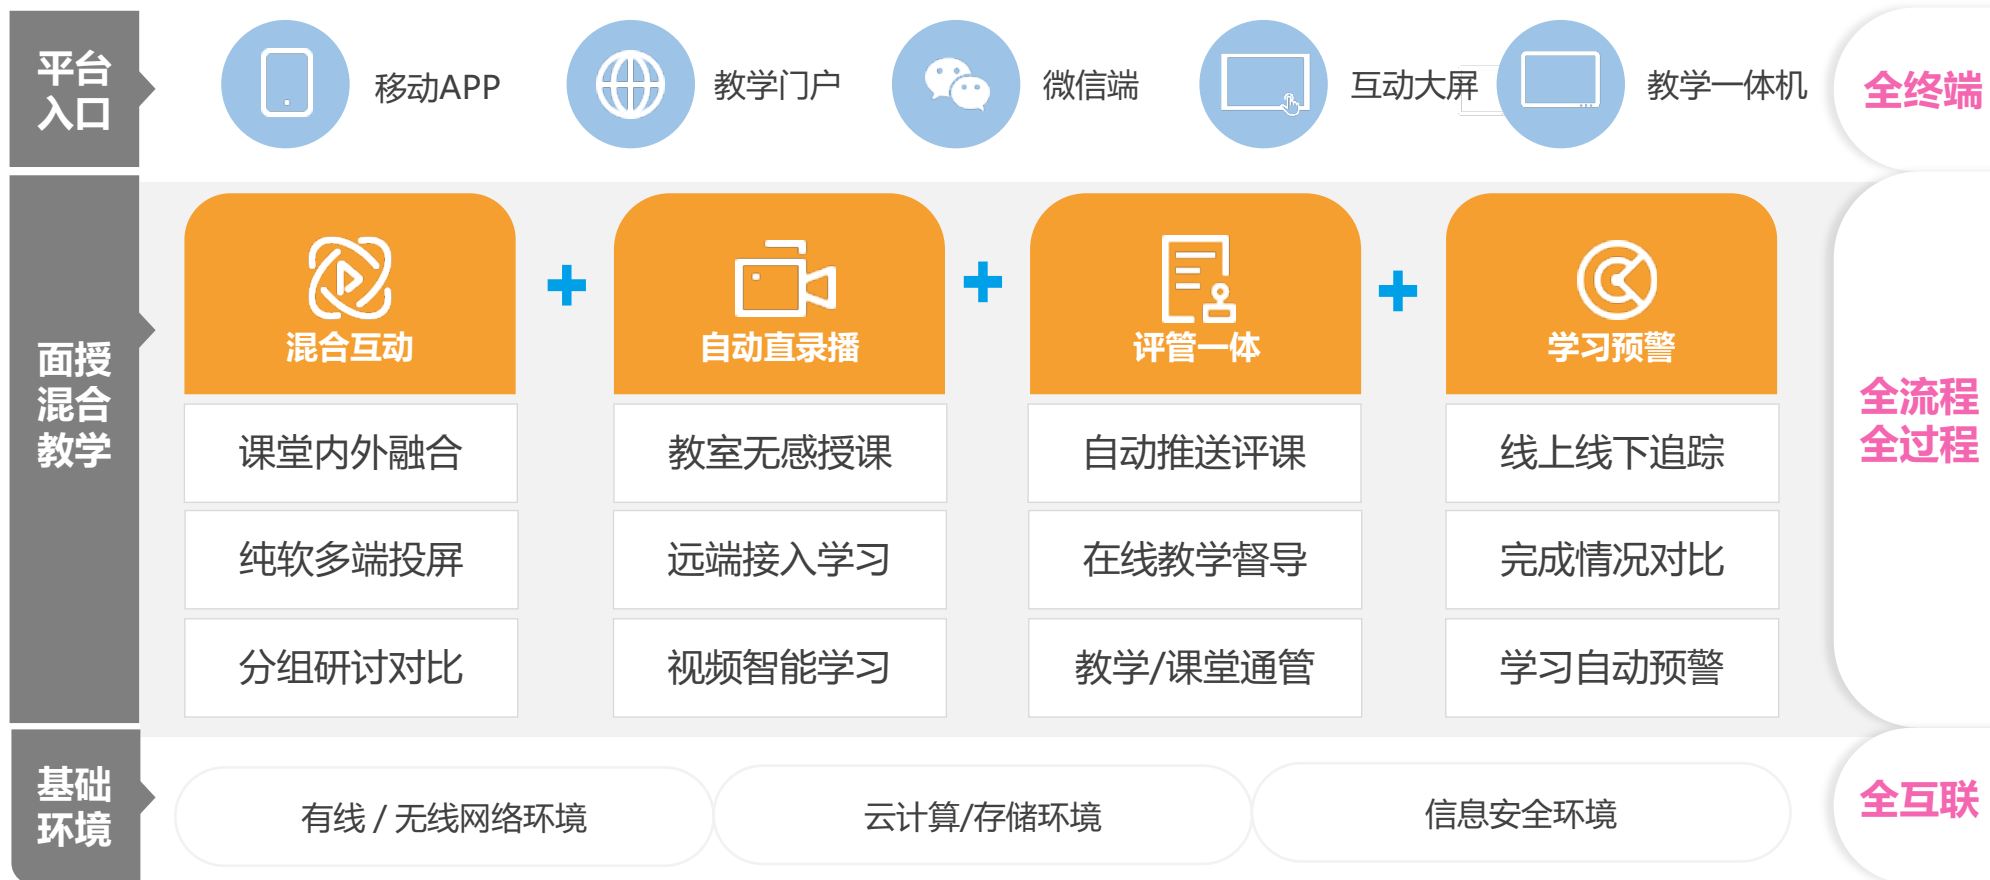 平台
入口
移动APP
教学门户
微信端
互动大屏
教学一体机
全终端
面授
混合
教学
混合互动
自动直录播
评管一体
学习预警
课堂内外融合
教室无感授课
自动推送评课
线上线下追踪
纯软多端投屏
远端接入学习
在线教学督导
完成情况对比
分组研讨对比
视频智能学习
教学/课堂通管
学习自动预警
全流程
全过程
基础
环境
有线 / 无线网络环境
云计算/存储环境
信息安全环境
全互联